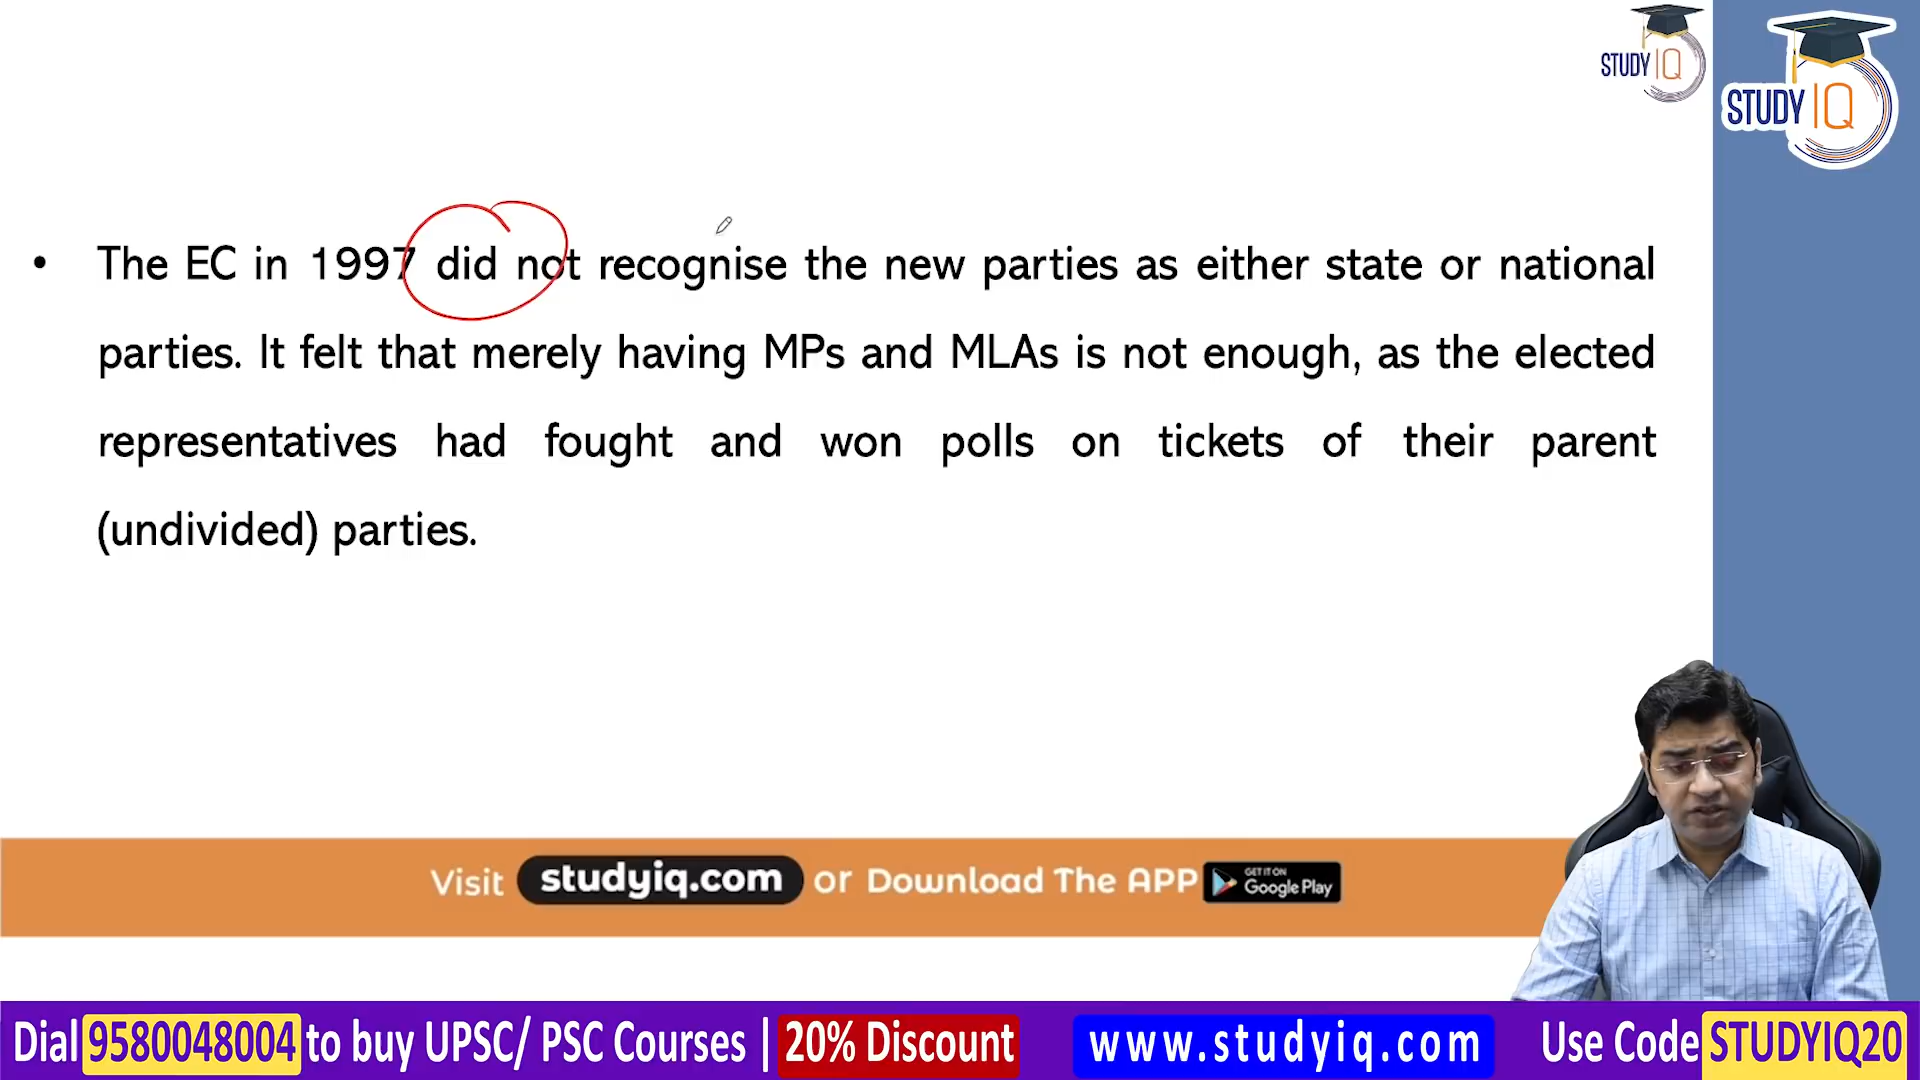 STUDY IQ
STUDY IQ
• The EC in 1997 did not recognise the new parties as either state or national
parties. It felt that merely having MPs and MLAs is not enough, as the elected
representatives had fought and won polls on tickets of their parent
(undivided) parties.
Visit studyiq.com or Download The APP GET IT ON Google Play
Dial 9580048004 to buy UPSC/ PSC Courses | 20% Discount www.studyiq.com Use Code STUDYIQ20